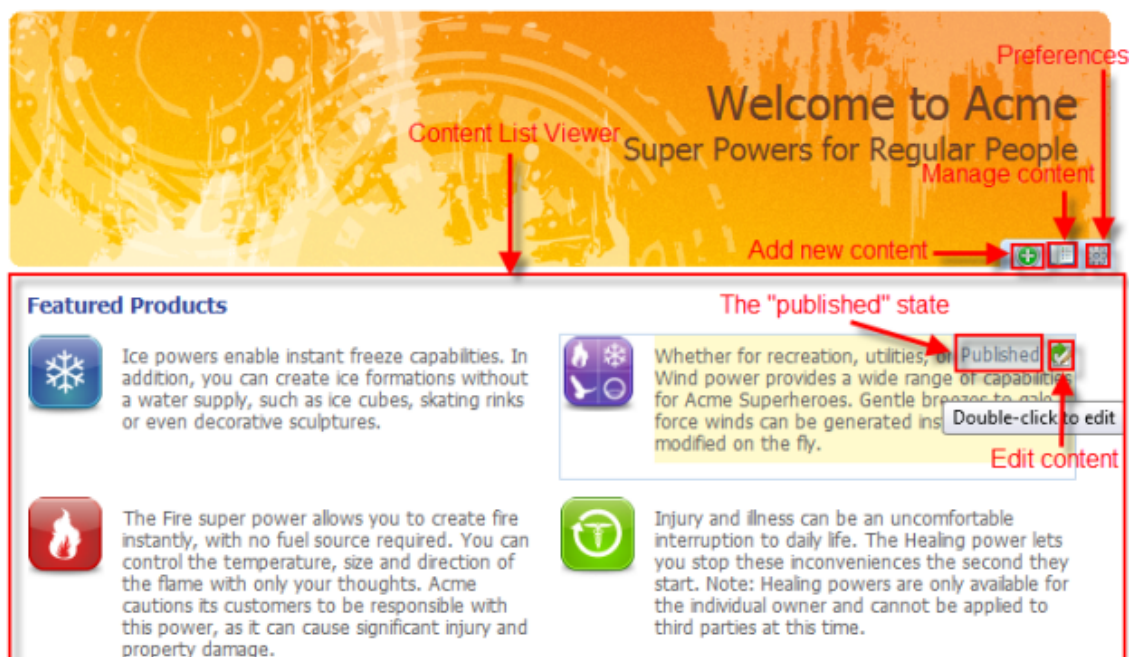 Preferences
Welcome to Acme
Content List Viewer
Super Powers for Regular People
Manage content
Add new content
Featured Products
The "published" state
Ice powers enable instant freeze capabilities. In
addition, you can create ice formations without
a water supply, such as ice cubes, skating rinks
or even decorative sculptures.
Whether for recreation, utilities, Published
Wind power provides a wide range of capabilities
for Acme Superheroes. Gentle breezes to gale
force winds can be generated Double-click to edit
modified on the fly.
Edit content
The Fire super power allows you to create fire
instantly, with no fuel source required. You can
control the temperature, size and direction of
the flame with only your thoughts. Acme
cautions its customers to be responsible with
this power, as it can cause significant injury and
property damage.
Injury and illness can be an uncomfortable
interruption to daily life. The Healing power lets
you stop these inconveniences the second they
start. Note: Healing powers are only available for
the individual owner and cannot be applied to
third parties at this time.